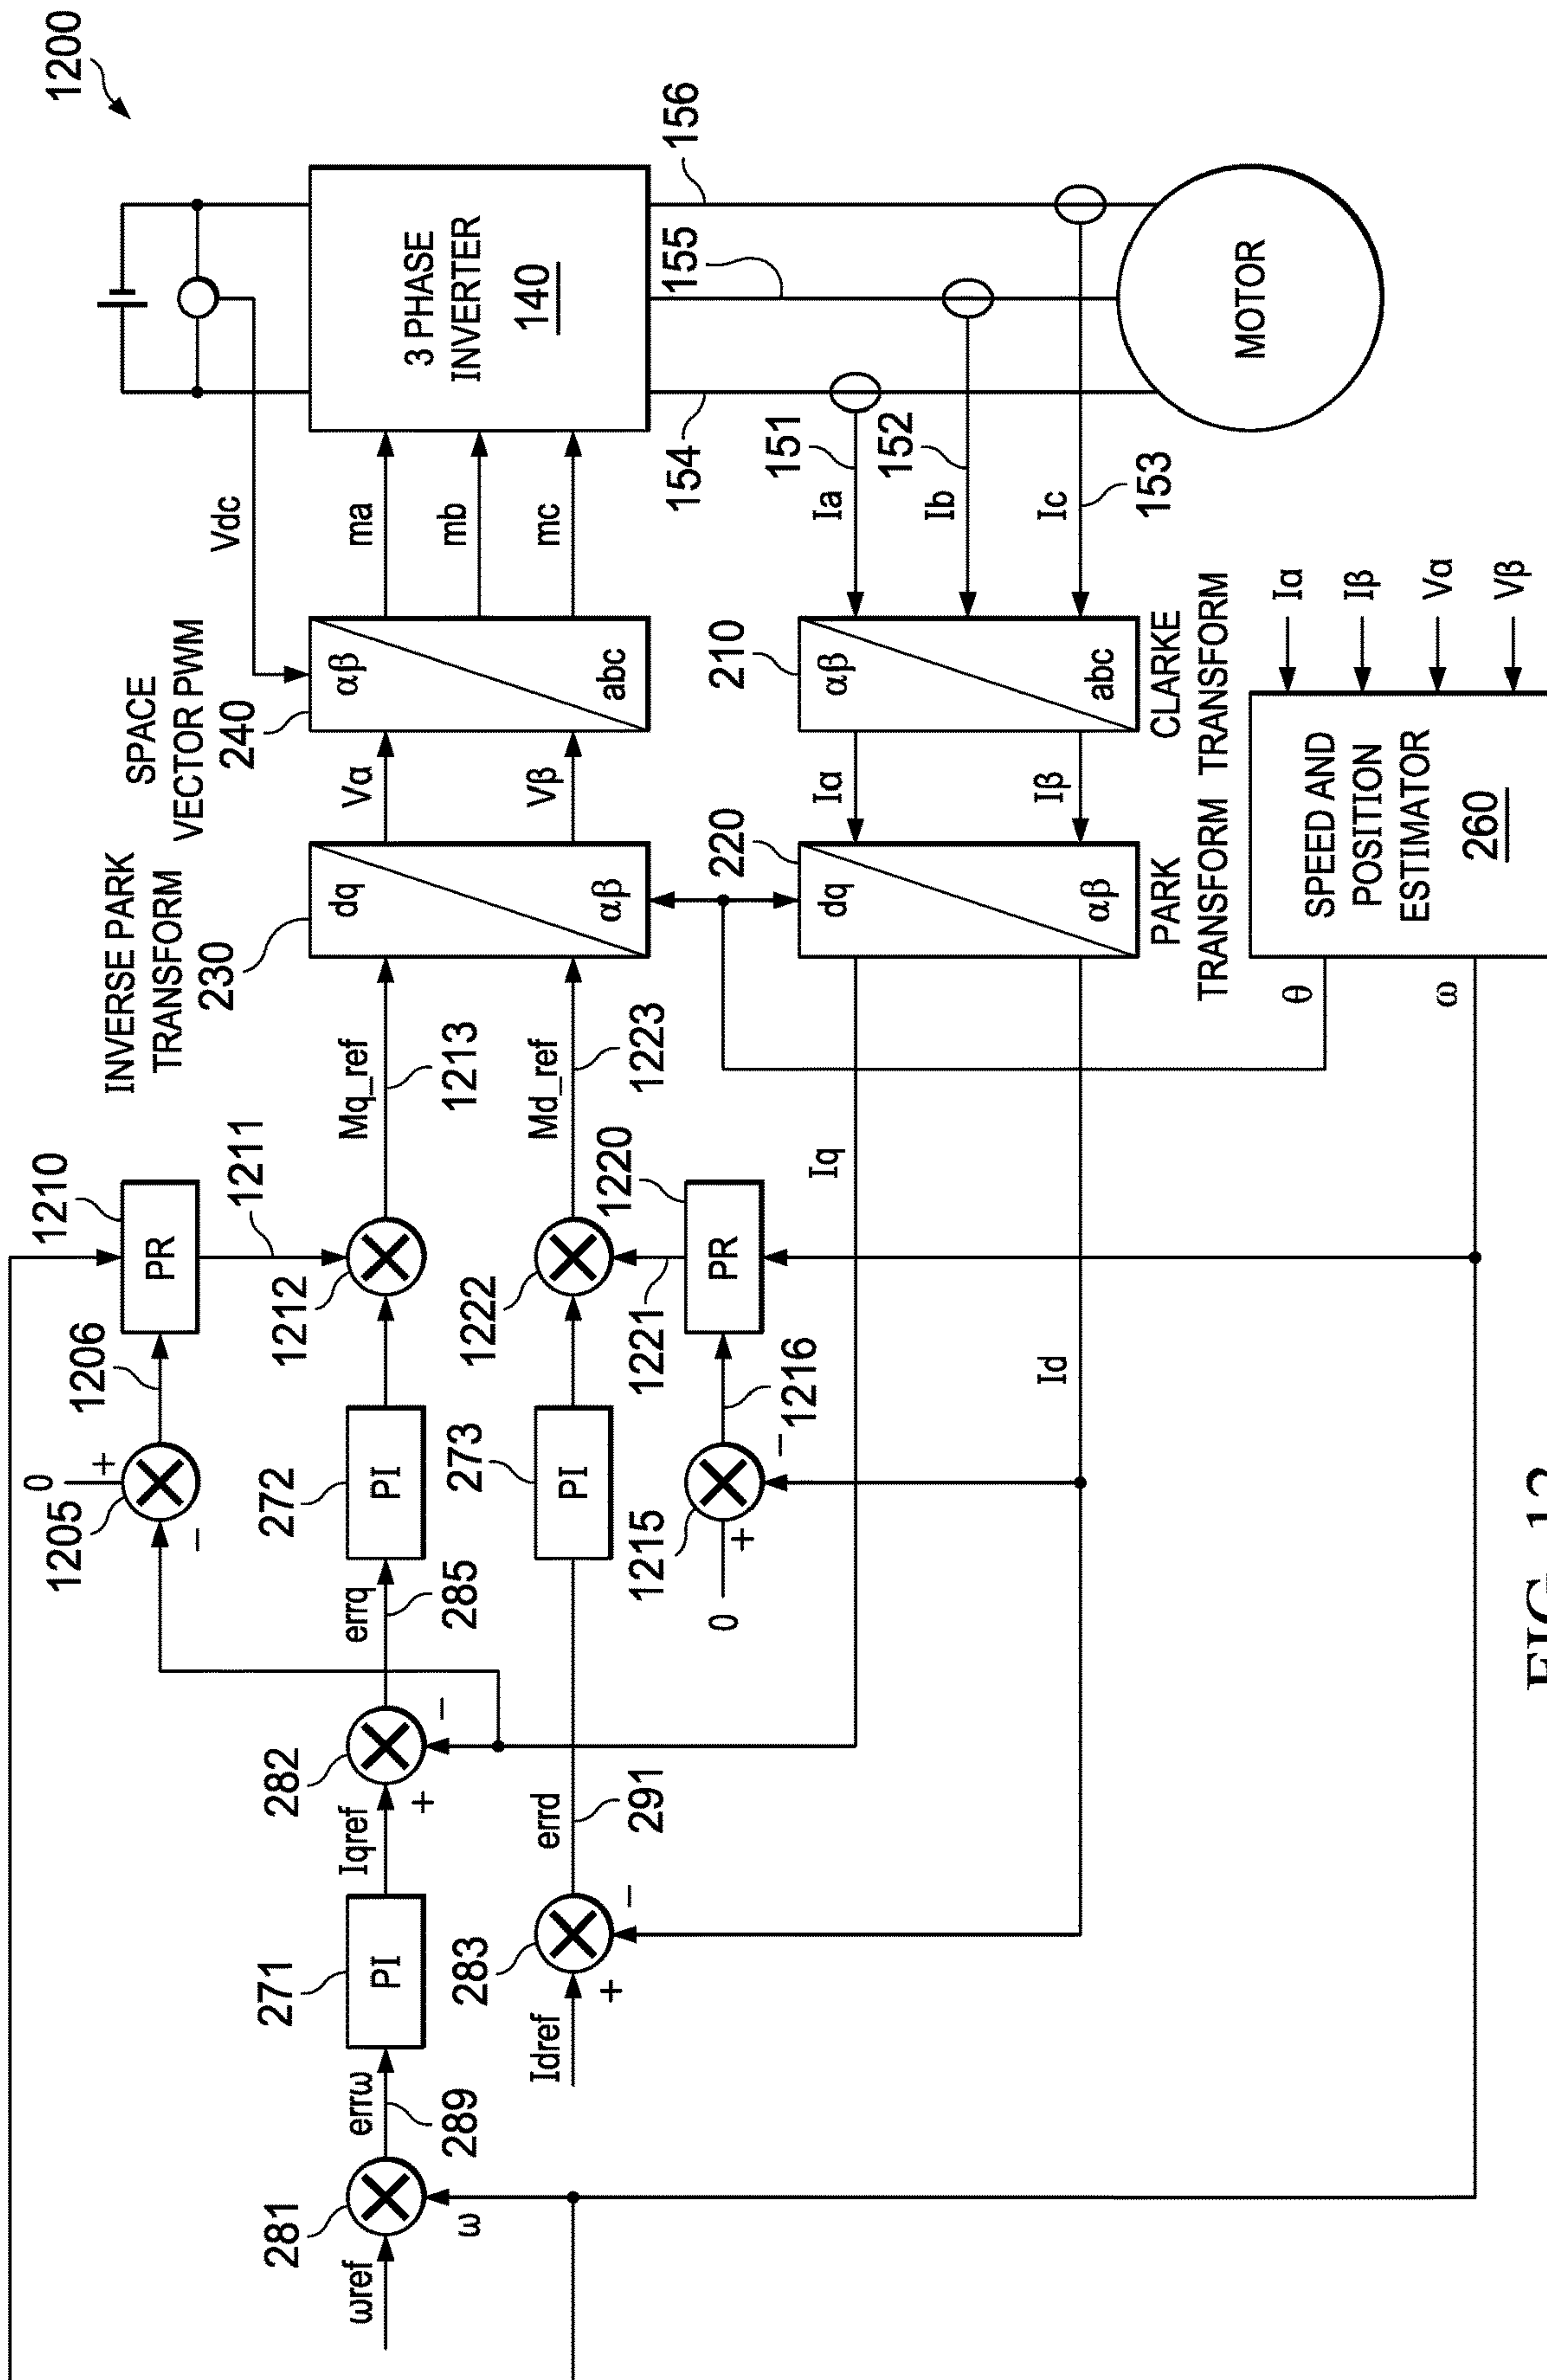 1200
Vdc
SPACE
VECTOR PWM
240
INVERSE PARK
TRANSFORM
230
3 PHASE
INVERTER
140
ma
mb
mc
αβ
abc
Vα
Vβ
dq
αβ
Mq_ref
1213
Md_ref
1223
1210
PR
1211
1212
1206
0
+
−
1205
272
PI
errq
285
282
+
−
Iqref
271
PI
errω
289
281
ωref
ω
1222
1220
PR
1221
1216
1215
0
+
−
273
PI
errd
291
283
+
−
Idref
Iq
Id
154
155
156
151
Ia
152
Ib
Ic
153
MOTOR
210
αβ
abc
CLARKE
TRANSFORM
Iα
Iβ
220
dq
αβ
PARK
TRANSFORM
θ
ω
SPEED AND
POSITION
ESTIMATOR
260
Iα
Iβ
Vα
Vβ